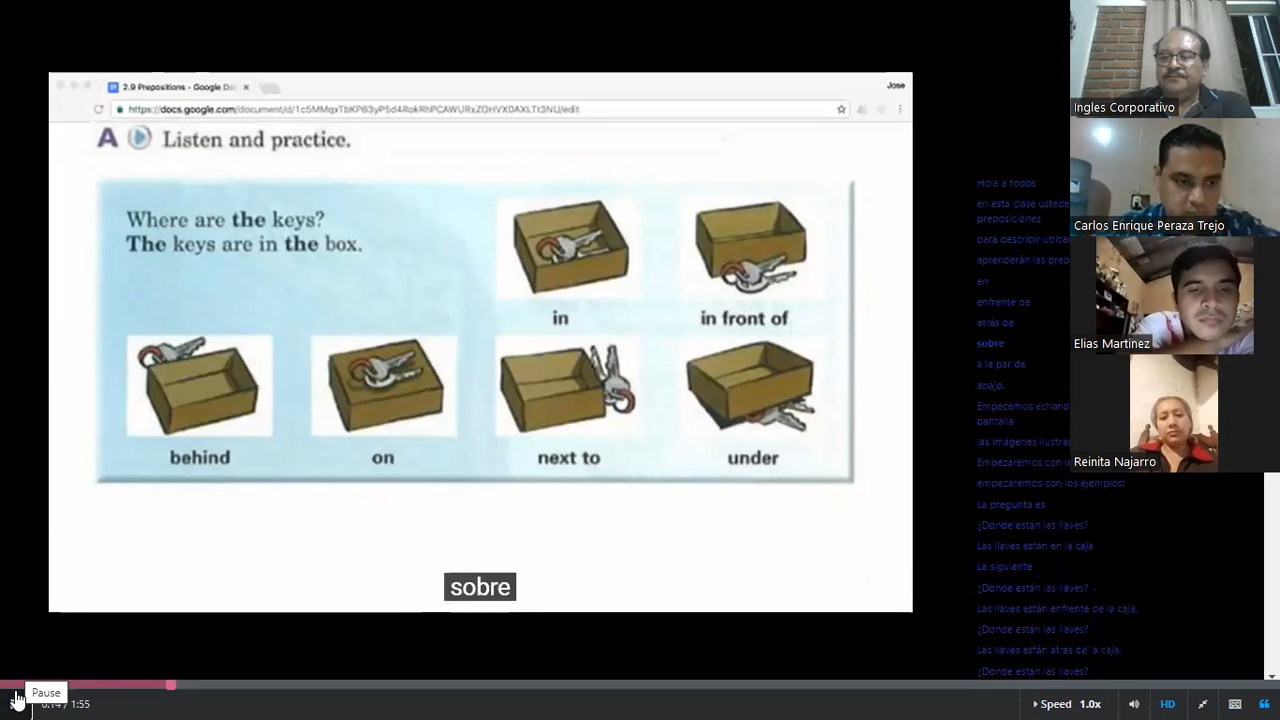 2.9 Prepositions - Google Do
Jose
A Listen and practice.
Where are the keys?
The keys are in the box.
in
in front of
behind
on
next to
under
sobre
Hola a todos
en esta clase ustede
preposiciones
para describir ubica
aprenderán las prep
en
enfrente de
atrás de
sobre
a la par de
abajo.
Empecemos echand
pantalla
las imágenes ilustra
Empezaremos con l
empezaremos con los ejemplos:
La pregunta es
¿Dónde están las llaves?
Las llaves están en la caja
La siguiente
¿Dónde están las llaves? -
Las llaves están enfrente de la caja.
¿Dónde están las llaves?
Las llaves están atrás de la caja.
¿Dónde están las llaves?
Ingles Corporativo
Carlos Enrique Peraza Trejo
Elias Martinez
Reinita Najarro
Pause
0:14 / 1:55
Speed 1.0x
HD